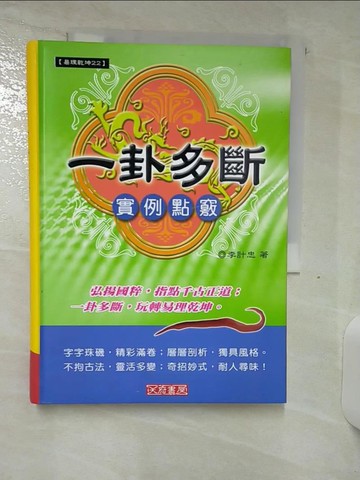 【易璞乾坤22】
一卦多斷
實例點竅
李計忠 著
弘揚國粹，指點千古正道；
一卦多斷，玩轉易理乾坤。
字字珠磯，精彩滿卷；層層剖析，獨具風格。
不拘古法，靈活多變；奇招妙式，耐人尋味！
文原書局